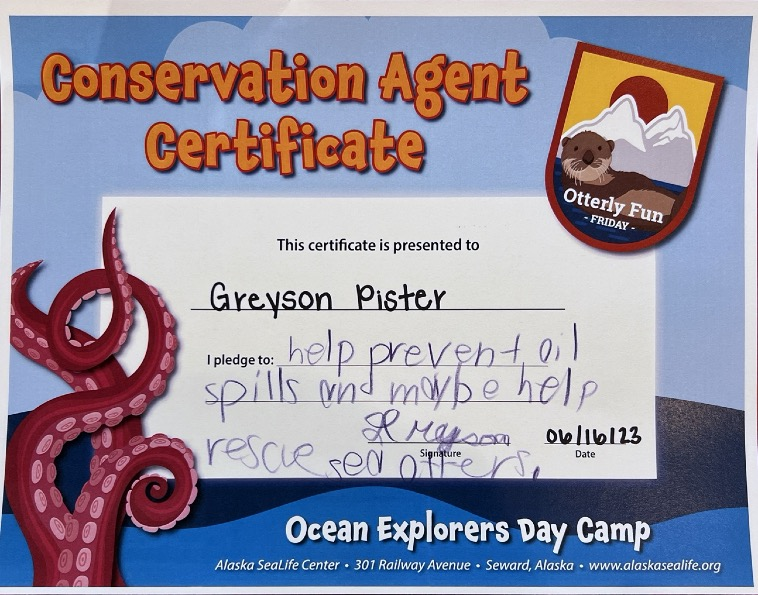 Conservation Agent
Certificate
Otterly Fun
- FRIDAY -
This certificate is presented to
Greyson Pister
I pledge to: help prevent oil
spills and maybe help
Greyson 06/16/23
Signature Date
rescue sea otters.
Ocean Explorers Day Camp
Alaska SeaLife Center • 301 Railway Avenue • Seward, Alaska • www.alaskasealife.org